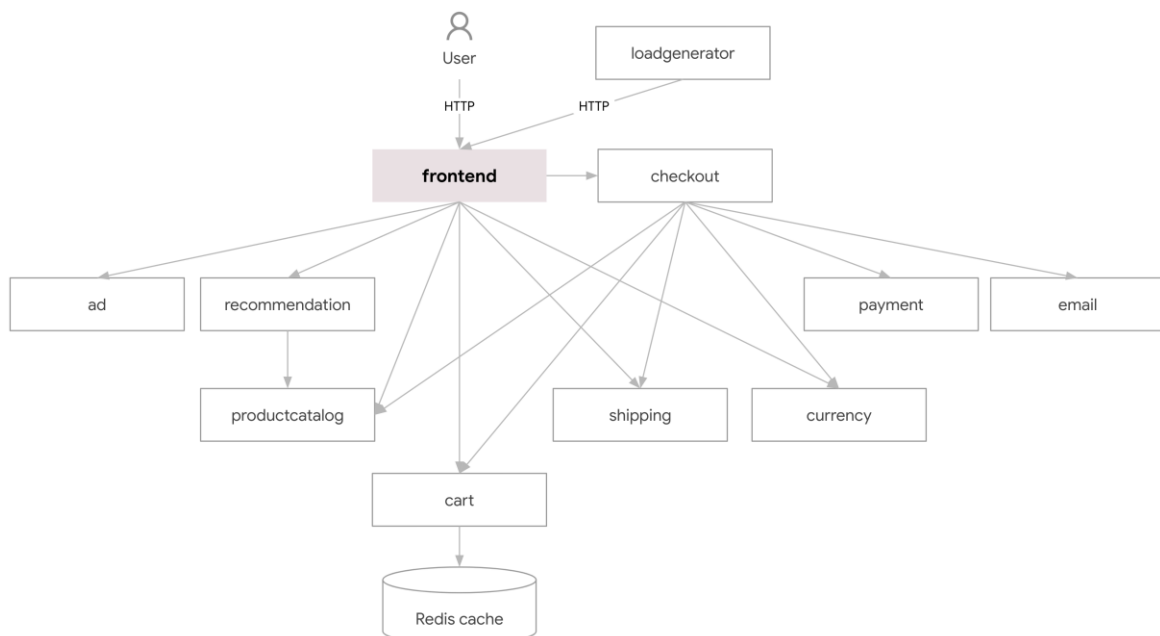 User
loadgenerator
HTTP
HTTP
frontend
checkout
ad
recommendation
payment
email
productcatalog
shipping
currency
cart
Redis cache